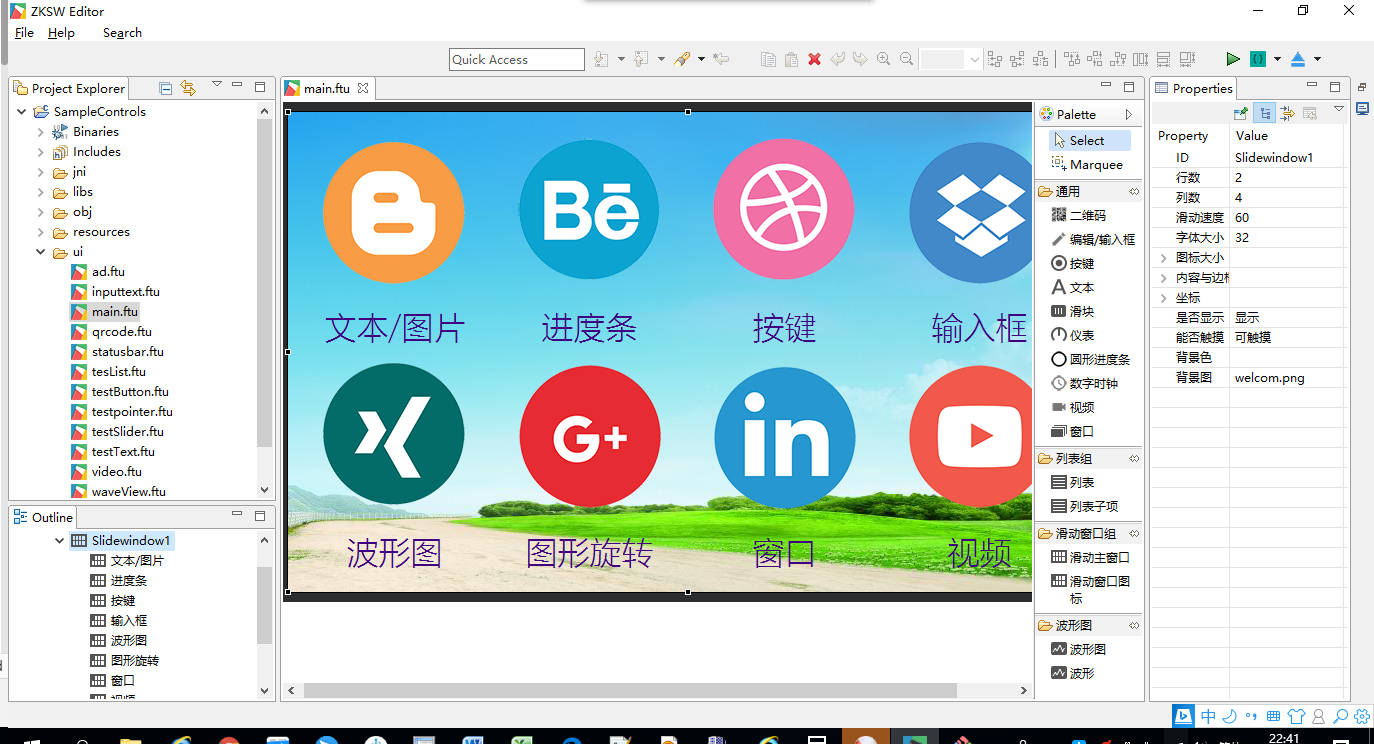 ZKSW Editor
File Help Search
Quick Access
Project Explorer
SampleControls
Binaries
Includes
jni
libs
obj
resources
ui
ad.ftu
inputtext.ftu
main.ftu
qrcode.ftu
statusbar.ftu
tesList.ftu
testButton.ftu
testpointer.ftu
testSlider.ftu
testText.ftu
video.ftu
waveView.ftu
Outline
Slidewindow1
文本/图片
进度条
按键
输入框
波形图
图形旋转
窗口
main.ftu
Bē
文本/图片 进度条 按键 输入框
G+ in
波形图 图形旋转 窗口 视频
Palette
Select
Marquee
通用
二维码
编辑/输入框
按键
文本
滑块
仪表
圆形进度条
数字时钟
视频
窗口
列表组
列表
列表子项
滑动窗口组
滑动主窗口
滑动窗口图
标
波形图
波形图
波形
Properties
Property Value
ID Slidewindow1
行数 2
列数 4
滑动速度 60
字体大小 32
图标大小
内容与边框
坐标
是否显示 显示
能否触摸 可触摸
背景色
背景图 welcom.png
中
22:41